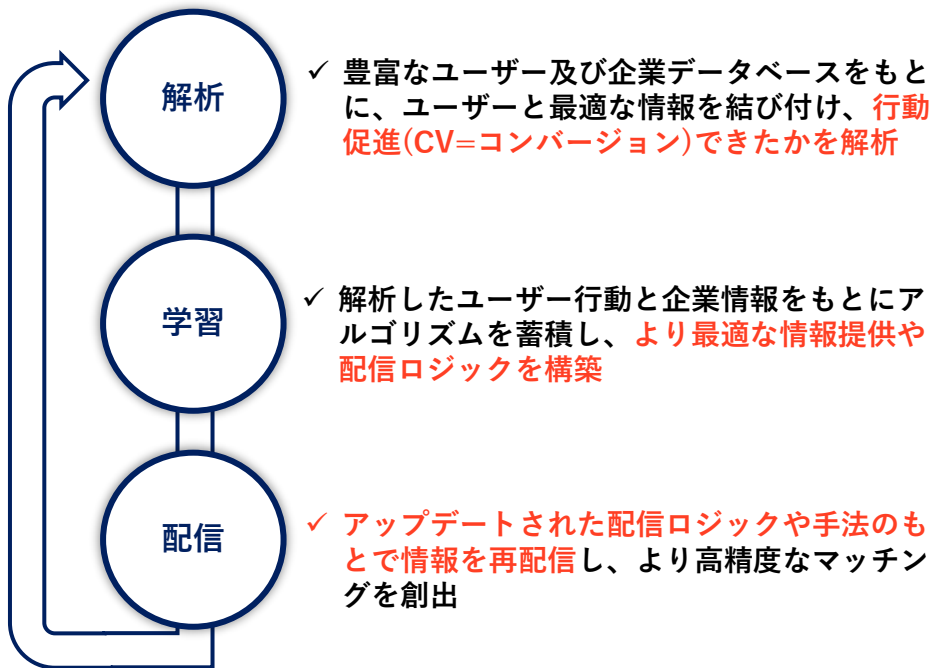 解析
✓ 豊富なユーザー及び企業データベースをもと
に、ユーザーと最適な情報を結び付け、行動
促進(CV=コンバージョン)できたかを解析
学習
✓ 解析したユーザー行動と企業情報をもとにア
ルゴリズムを蓄積し、より最適な情報提供や
配信ロジックを構築
配信
✓ アップデートされた配信ロジックや手法のも
とで情報を再配信し、より高精度なマッチン
グを創出